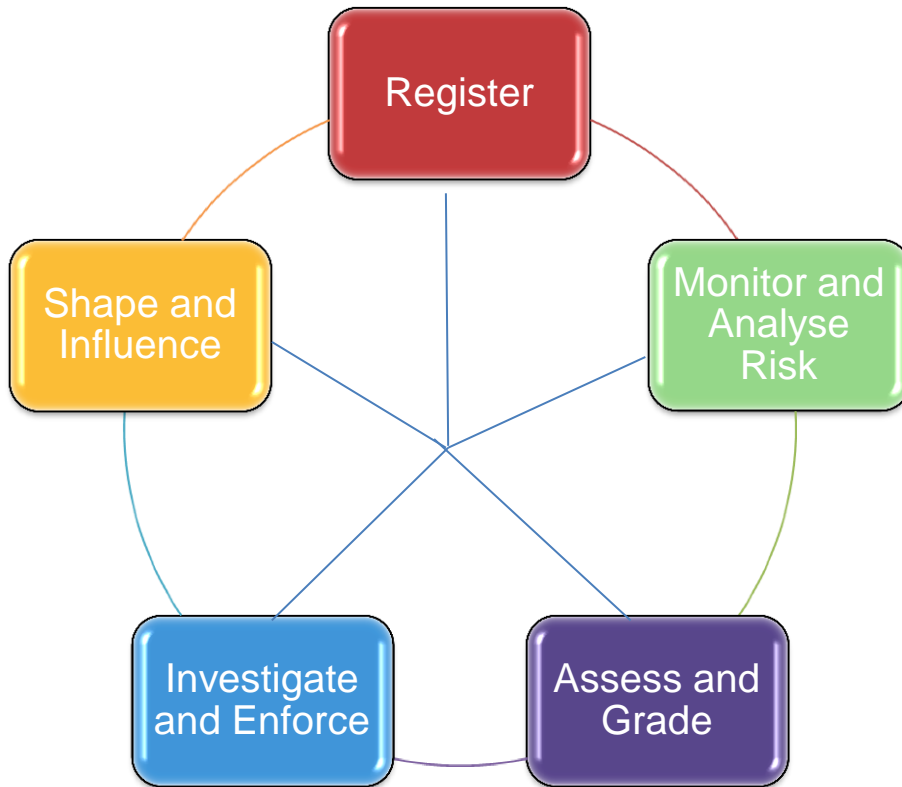 Register
Shape and
Influence
Monitor and
Analyse
Risk
Investigate
and Enforce
Assess and
Grade